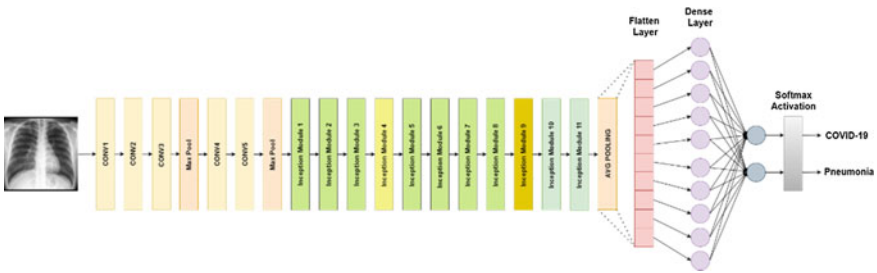 Flatten
Layer
Dense
Layer
CONV1
CONV2
CONV3
Max Pool
CONV4
CONV5
Max Pool
Inception Module 1
Inception Module 2
Inception Module 3
Inception Module 4
Inception Module 5
Inception Module 6
Inception Module 7
Inception Module 8
Inception Module 9
Inception Module 10
Inception Module 11
AVG POOLING
Softmax
Activation
COVID-19
Pneumonia